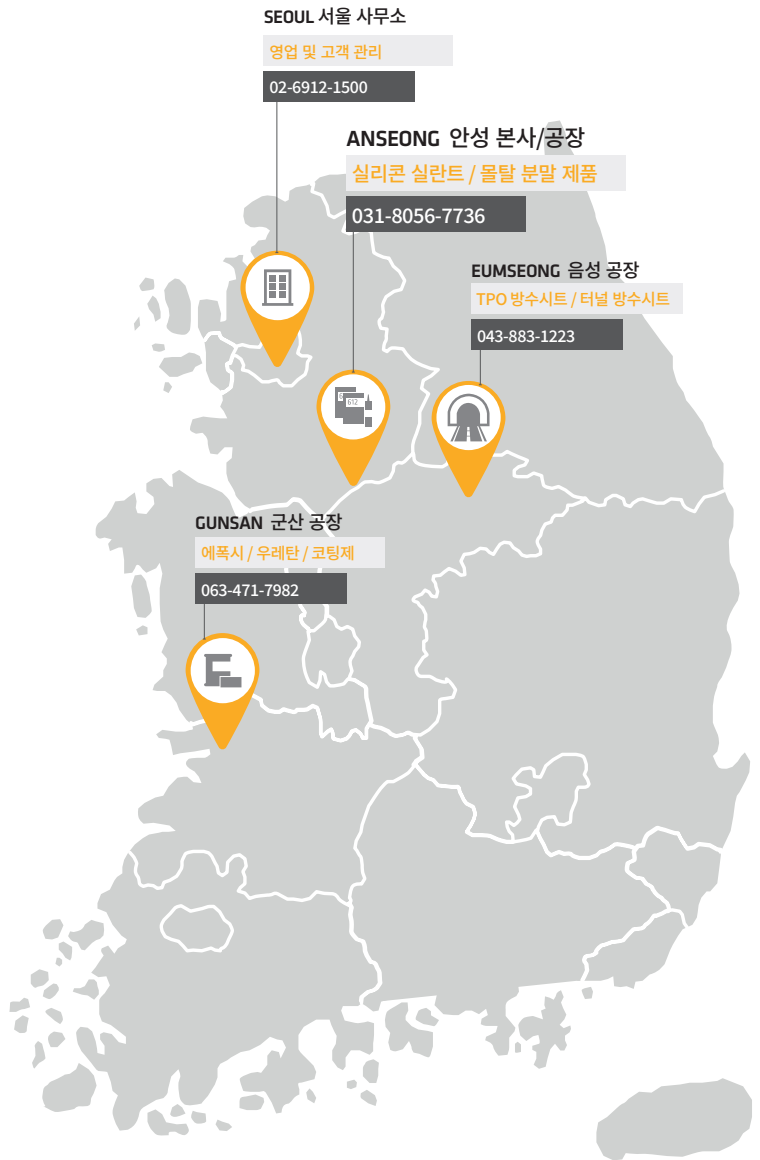 SEOUL 서울 사무소
영업 및 고객 관리
02-6912-1500
ANSEONG 안성 본사/공장
실리콘 실란트 / 몰탈 분말 제품
031-8056-7736
EUMSEONG 음성 공장
TPO 방수시트 / 터널 방수시트
043-883-1223
612
GUNSAN 군산 공장
에폭시 / 우레탄 / 코팅제
063-471-7982